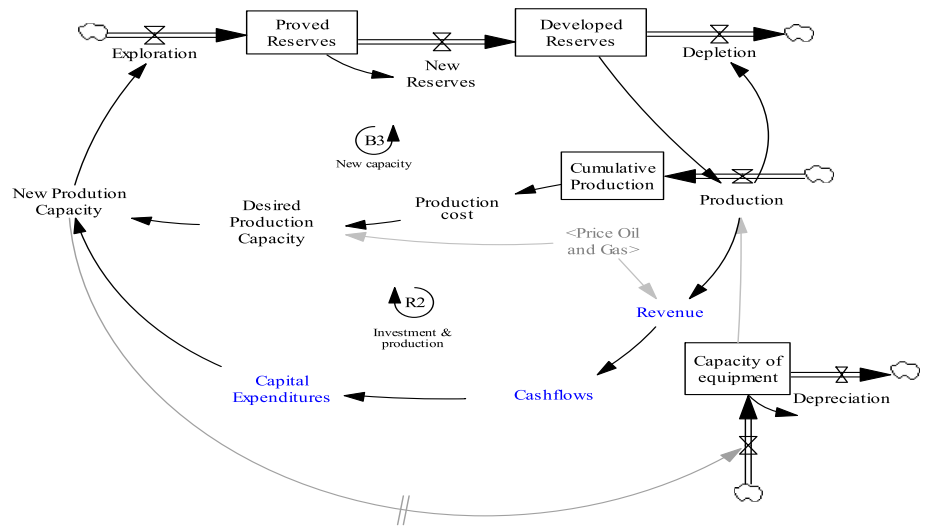 Proved
Reserves
Developed
Reserves
Exploration
New
Reserves
Depletion
B3
New capacity
Cumulative
Production
New Prodution
Capacity
Desired
Production
Capacity
Production
cost
Production
<Price Oil
and Gas>
R2
Investment &
production
Revenue
Capacity of
equipment
Capital
Expenditures
Cashflows
Depreciation